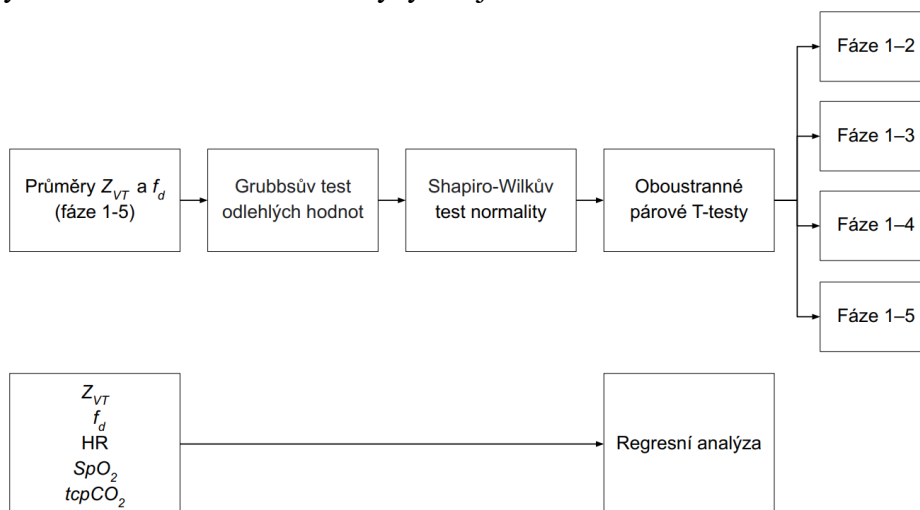 Průměry Z_VT a f_d
(fáze 1-5)
Grubbsův test
odlehlých hodnot
Shapiro-Wilkův
test normality
Oboustranné
párové T-testy
Fáze 1–2
Fáze 1–3
Fáze 1–4
Fáze 1–5
Z_VT
f_d
HR
SpO_2
tcpCO_2
Regresní analýza